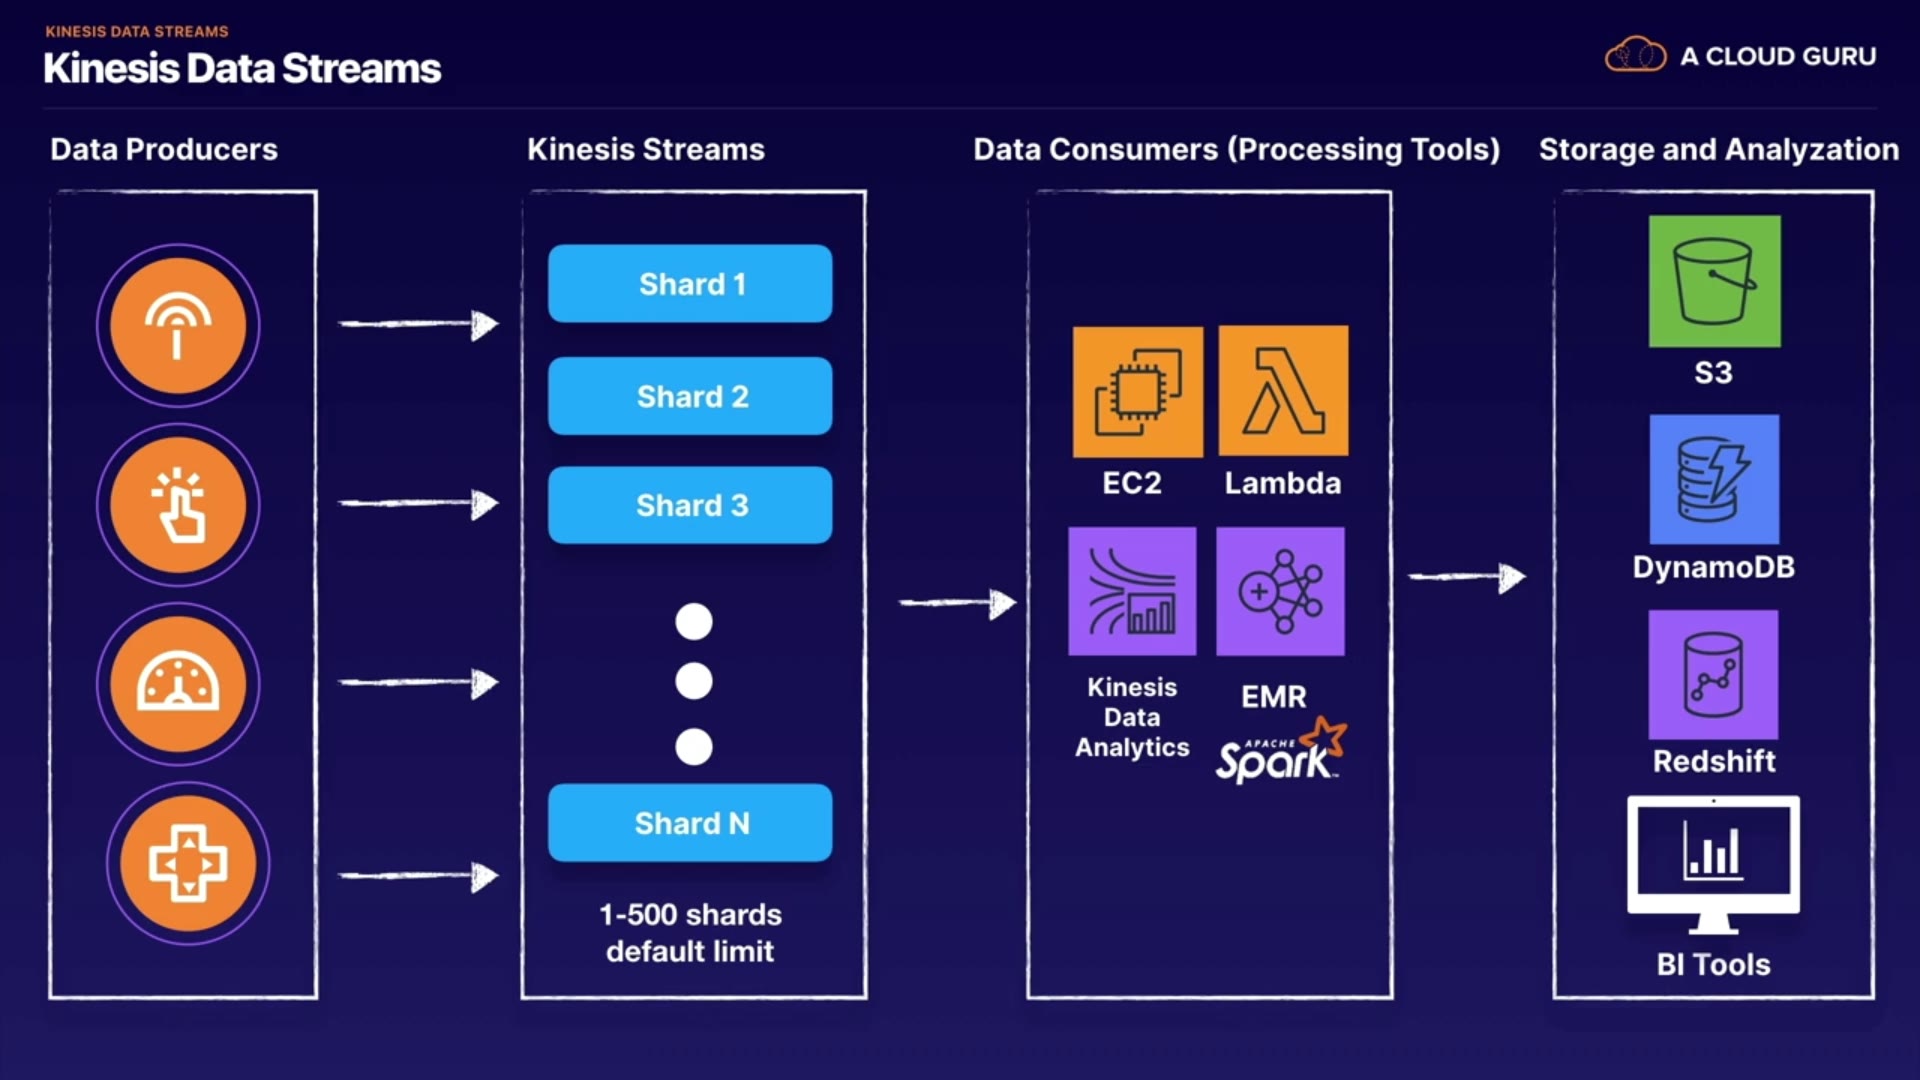 KINESIS DATA STREAMS
Kinesis Data Streams
A CLOUD GURU
Data Producers
Kinesis Streams
Shard 1
Shard 2
Shard 3
Shard N
1-500 shards
default limit
Data Consumers (Processing Tools)
EC2
Lambda
Kinesis
Data
Analytics
EMR
APACHE
Spark™
Storage and Analyzation
S3
DynamoDB
Redshift
BI Tools